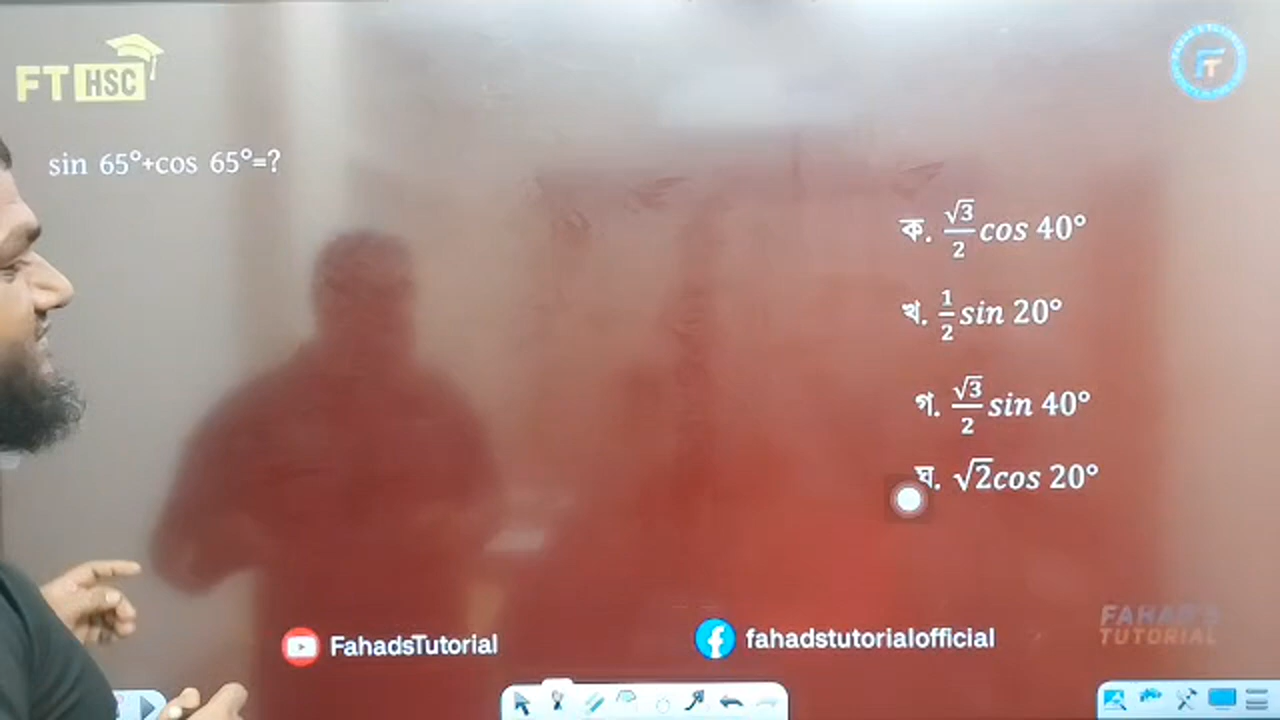 FT HSC
sin 65°+cos 65°=?
ক. √3/2 cos 40°
খ. 1/2 sin 20°
গ. √3/2 sin 40°
ঘ. √2cos 20°
FahadsTutorial
fahadstutorialofficial
FAHAD'S
TUTORIAL